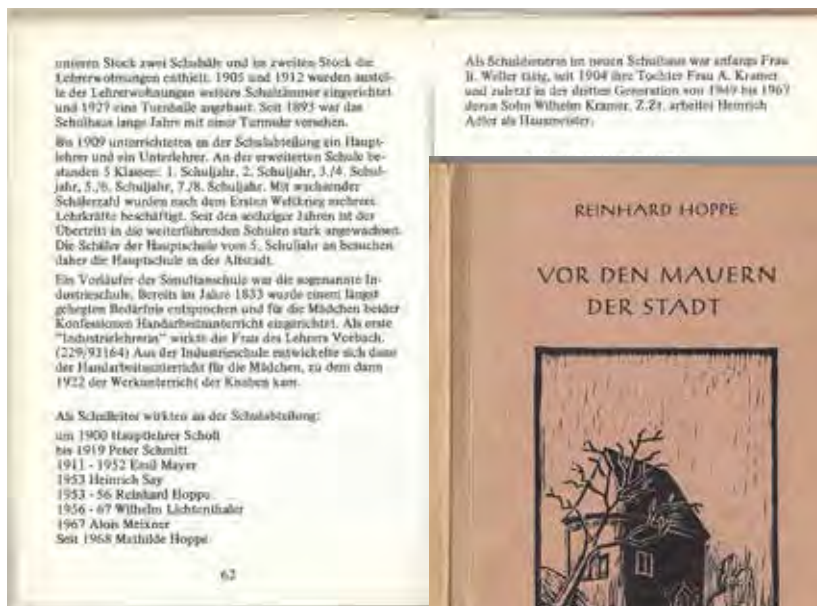 unteren Stock zwei Schulsäle und im zweiten Stock die
Lehrerwohnungen enthielt. 1905 und 1912 wurden anstel-
le der Lehrerwohnungen weitere Schulzimmer eingerichtet
und 1927 eine Turnhalle angebaut. Seit 1893 war das
Schulhaus lange Jahre mit einer Turmuhr versehen.
Bis 1909 unterrichteten an der Schulabteilung ein Haupt-
lehrer und ein Unterlehrer. An der erweiterten Schule be-
standen 5 Klassen: 1. Schuljahr, 2. Schuljahr, 3./4. Schul-
jahr, 5./6. Schuljahr, 7./8. Schuljahr. Mit wachsender
Schülerzahl wurden nach dem Ersten Weltkrieg mehrere
Lehrkräfte beschäftigt. Seit den sechziger Jahren ist der
Übertritt in die weiterführenden Schulen stark angewachsen.
Die Schüler der Hauptschule vom 5. Schuljahr an besuchen
daher die Hauptschule in der Altstadt.
Ein Vorläufer der Simultanschule war die sogenannte In-
dustrieschule. Bereits im Jahre 1833 wurde einem längst
gehegten Bedürfnis entsprochen und für die Mädchen beider
Konfessionen Handarbeitsunterricht eingerichtet. Als erste
"Industrielehrerin" wirkte die Frau des Lehrers Vorbach.
(229/93164) Aus der Industrieschule entwickelte sich dann
der Handarbeitsunterricht für die Mädchen, zu dem dann
1922 der Werkunterricht der Knaben kam.
Als Schulleiter wirkten an der Schulabteilung:
um 1900 Hauptlehrer Scholl
bis 1919 Peter Schmitt
1911 - 1952 Emil Mayer
1953 Heinrich Say
1953 - 56 Reinhard Hoppe
1956 - 67 Wilhelm Lichtenthaler
1967 Alois Meixner
Seit 1968 Mathilde Hoppe
62
Als Schuldienerin im neuen Schulhaus war anfangs Frau
Weller tätig, seit 1904 ihre Tochter Frau A. Kramer
und zuletzt in der dritten Generation von 1949 bis 1967
deren Sohn Wilhelm Kramer. Z.Zt. arbeitet Heinrich
Adler als Hausmeister.
REINHARD HOPPE
VOR DEN MAUERN
DER STADT